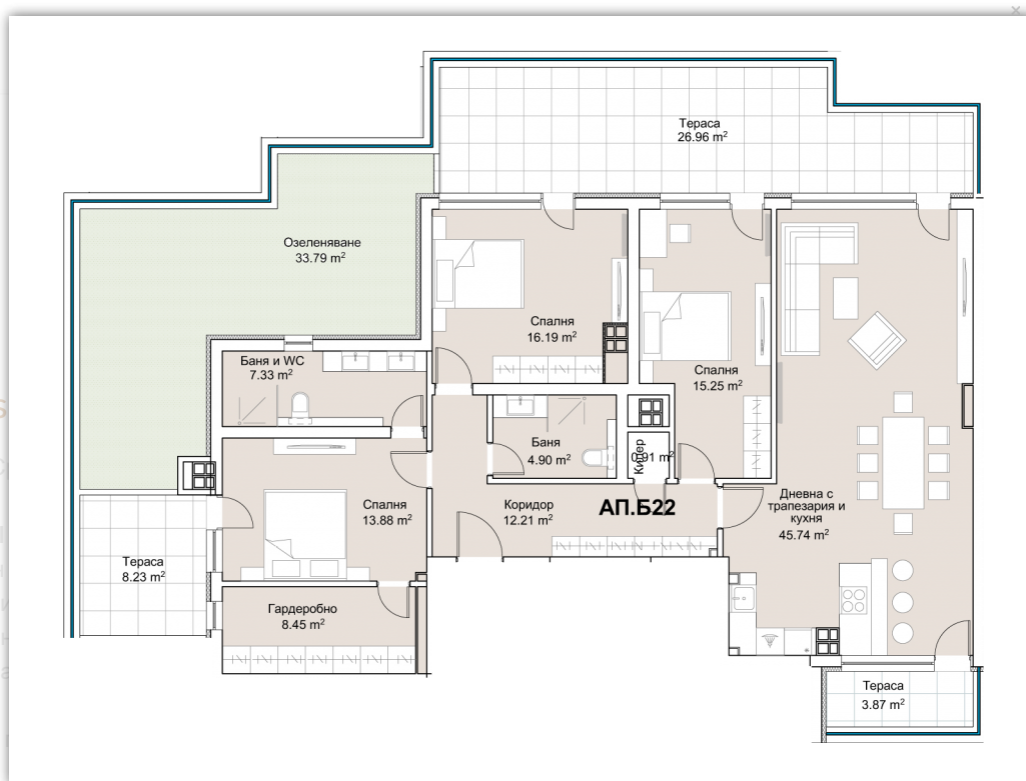 Тераса
26.96 m²
Озеленяване
33.79 m²
Спалня
16.19 m²
Баня и WC
7.33 m²
Спалня
15.25 m²
Баня
4.90 m²
Килер
0.91 m²
Спалня
13.88 m²
Коридор
12.21 m²
АП.Б22
Дневна с
трапезария и
кухня
45.74 m²
Тераса
8.23 m²
Гардеробно
8.45 m²
Тераса
3.87 m²